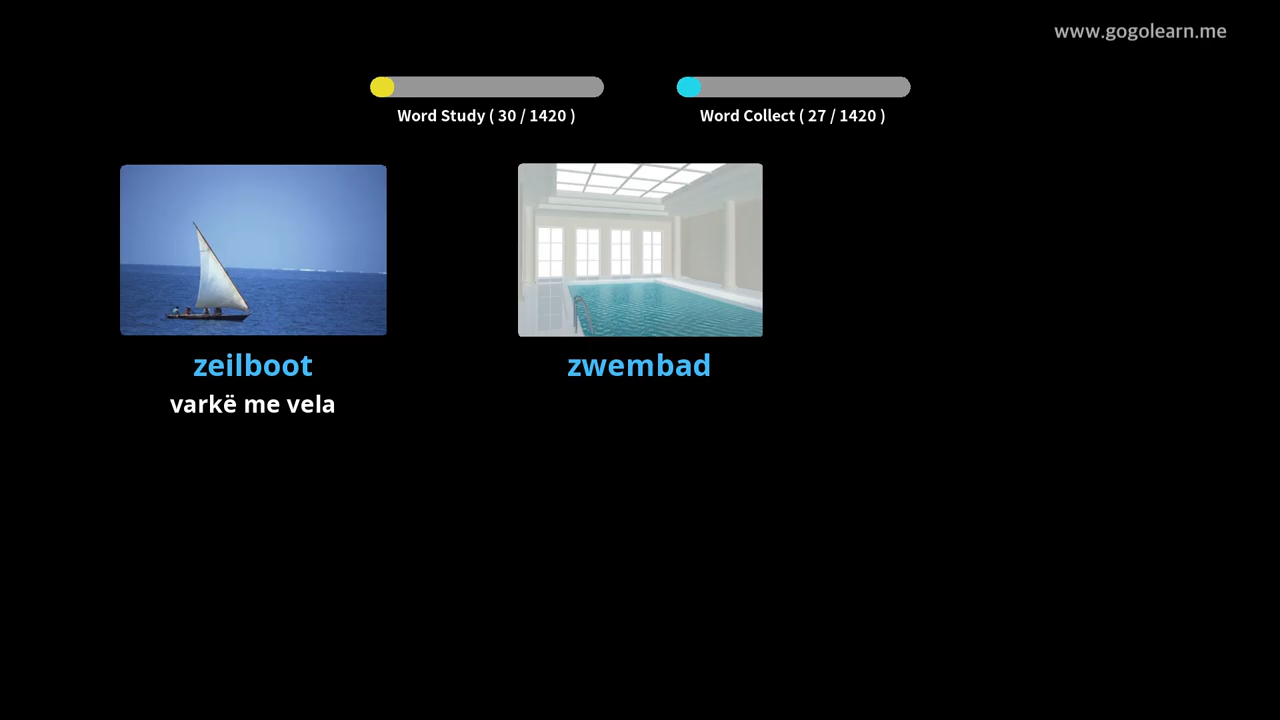 www.gogolearn.me
Word Study ( 30 / 1420 )
Word Collect ( 27 / 1420 )
zeilboot
varkë me vela
zwembad